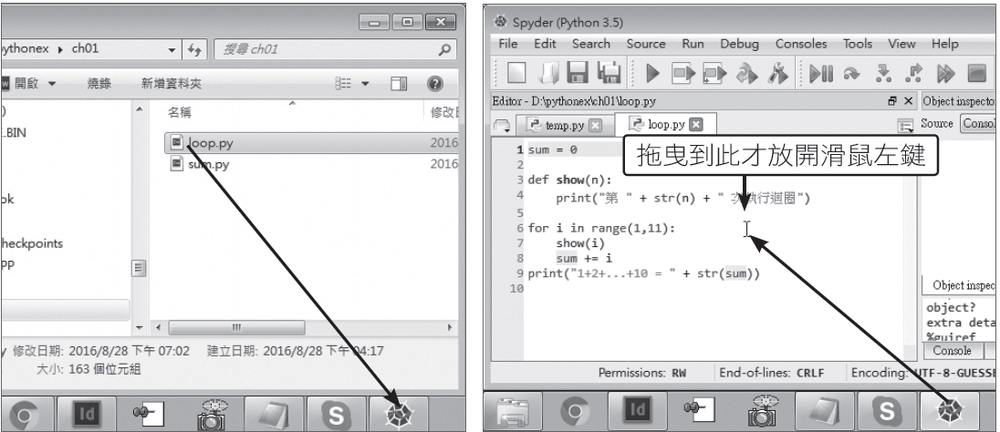 ythonex ▸ ch01
搜尋 ch01
開啟
燒錄
新增資料夾
名稱
修改
.BIN
loop.py
2016
sum.py
2016
ok
heckpoints
PP
y 修改日期: 2016/8/28 下午 07:02 建立日期: 2016/8/28 下午 04:17
大小: 163 個位元組
Id
S
Spyder (Python 3.5)
File Edit Search Source Run Debug Consoles Tools View Help
Editor - D:\pythonex\ch01\loop.py
Object inspecto
temp.py
loop.py
Source Consol
拖曳到此才放開滑鼠左鍵
1 sum = 0
2
3 def show(n):
4 print("第 " + str(n) + " 次執行迴圈")
5
6 for i in range(1,11):
7 show(i)
8 sum += i
9 print("1+2+...+10 = " + str(sum))
10
Object inspec
object?
extra deta
%guiref
Console
Permissions: RW End-of-lines: CRLF Encoding: UTF-8-GUESSE
Id
S